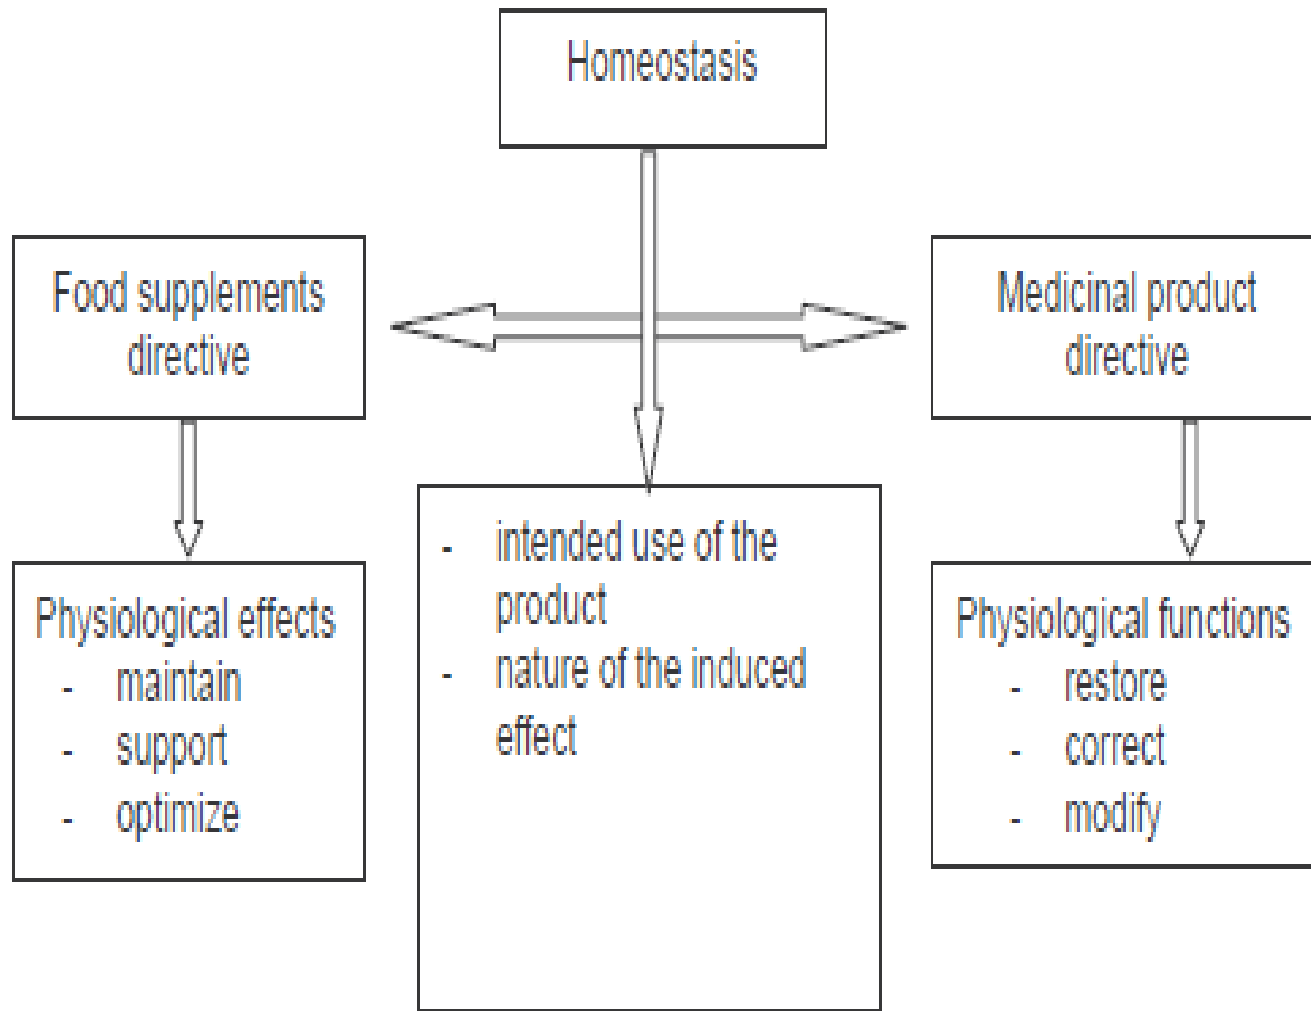 Homeostasis
Food supplements
directive
Medicinal product
directive
Physiological effects
- maintain
- support
- optimize
- intended use of the
product
- nature of the induced
effect
Physiological functions
- restore
- correct
- modify